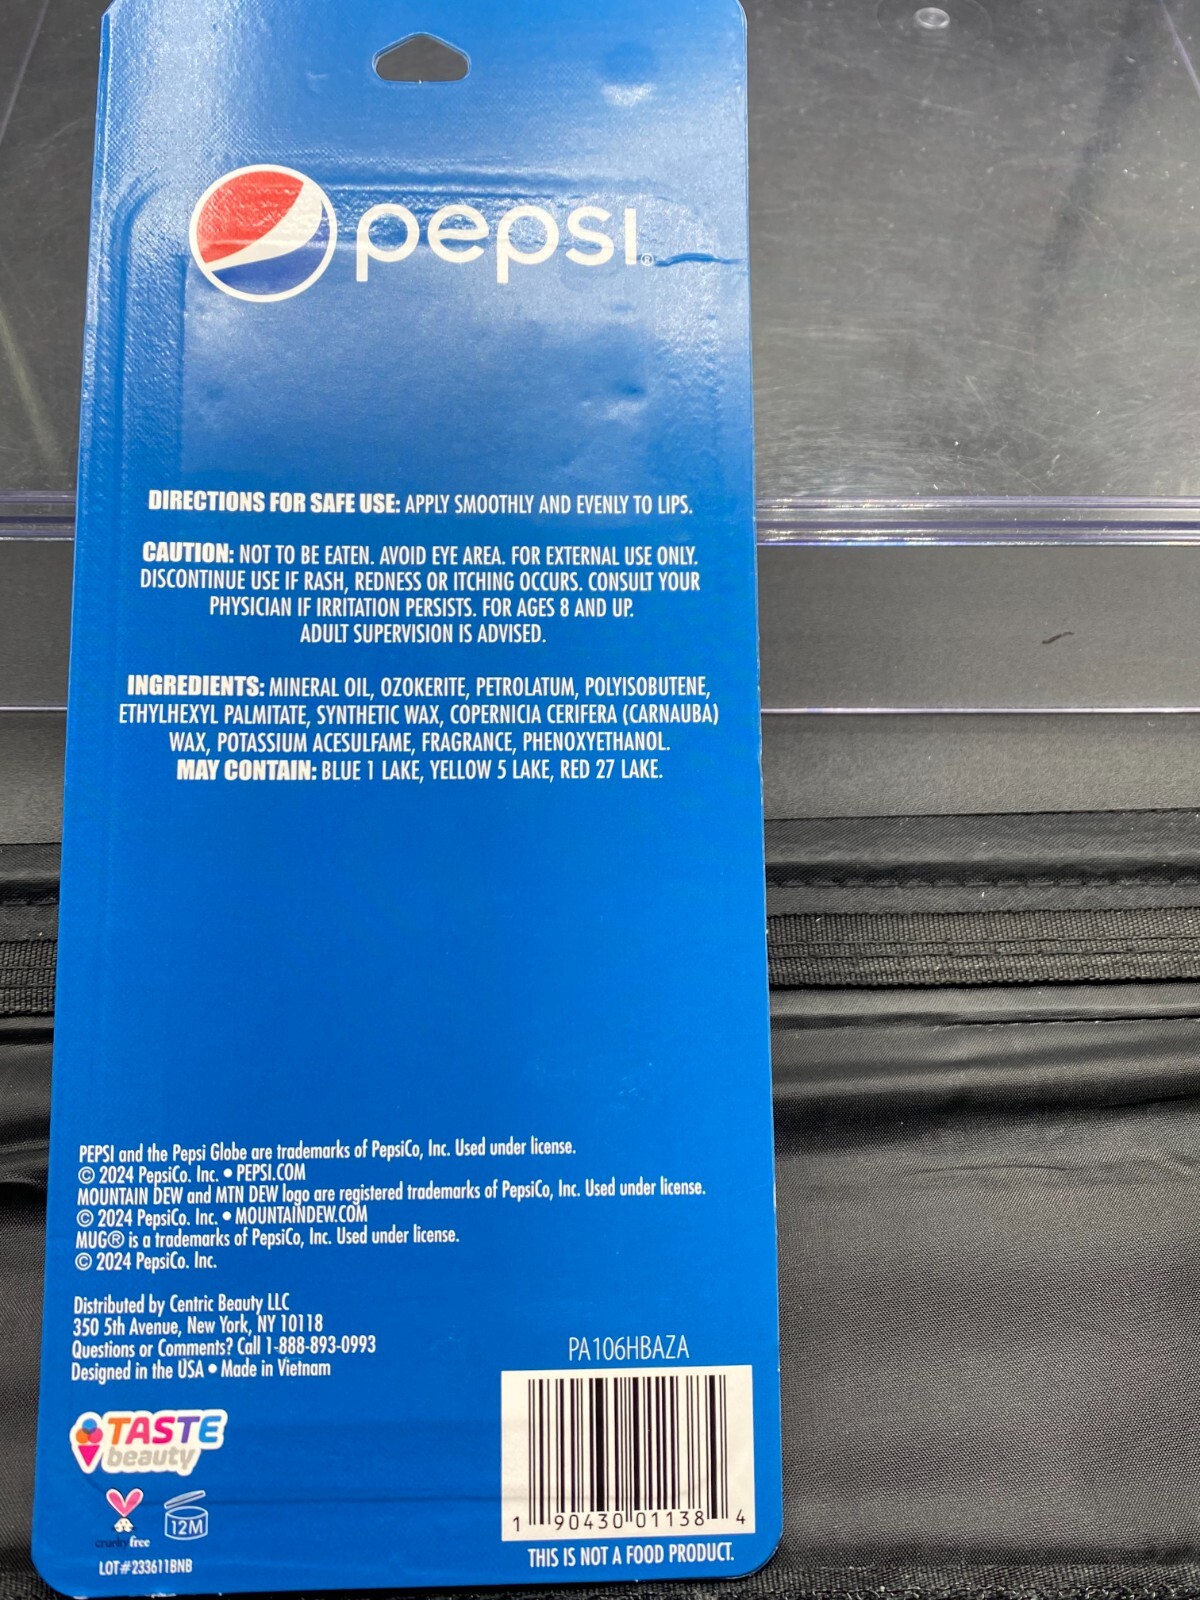 pepsi®
DIRECTIONS FOR SAFE USE: APPLY SMOOTHLY AND EVENLY TO LIPS.
CAUTION: NOT TO BE EATEN. AVOID EYE AREA. FOR EXTERNAL USE ONLY.
DISCONTINUE USE IF RASH, REDNESS OR ITCHING OCCURS. CONSULT YOUR
PHYSICIAN IF IRRITATION PERSISTS. FOR AGES 8 AND UP.
ADULT SUPERVISION IS ADVISED.
INGREDIENTS: MINERAL OIL, OZOKERITE, PETROLATUM, POLYISOBUTENE,
ETHYLHEXYL PALMITATE, SYNTHETIC WAX, COPERNICIA CERIFERA (CARNAUBA)
WAX, POTASSIUM ACESULFAME, FRAGRANCE, PHENOXYETHANOL.
MAY CONTAIN: BLUE 1 LAKE, YELLOW 5 LAKE, RED 27 LAKE.
PEPSI and the Pepsi Globe are trademarks of PepsiCo, Inc. Used under license.
© 2024 PepsiCo. Inc. • PEPSI.COM
MOUNTAIN DEW and MTN DEW logo are registered trademarks of PepsiCo, Inc. Used under license.
© 2024 PepsiCo. Inc. • MOUNTAINDEW.COM
MUG® is a trademarks of PepsiCo, Inc. Used under license.
© 2024 PepsiCo. Inc.
Distributed by Centric Beauty LLC
350 5th Avenue, New York, NY 10118
Questions or Comments? Call 1-888-893-0993
Designed in the USA • Made in Vietnam
PA106HBAZA
TASTE
beauty
cruelty free
12M
LOT#233611BNB
1 90430 01138 4
THIS IS NOT A FOOD PRODUCT.